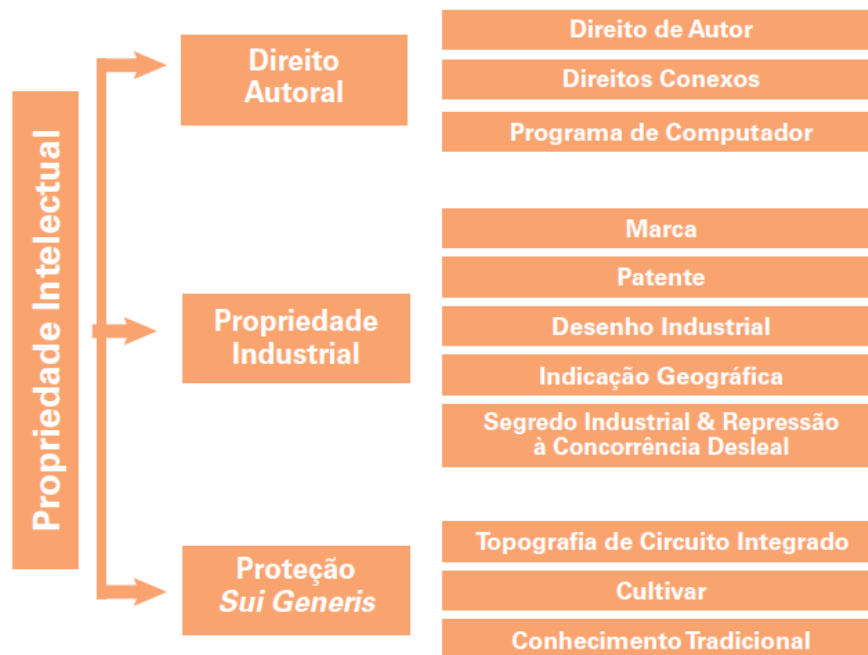 Propriedade Intelectual
Direito
Autoral
Direito de Autor
Direitos Conexos
Programa de Computador
Propriedade
Industrial
Marca
Patente
Desenho Industrial
Indicação Geográfica
Segredo Industrial & Repressão
à Concorrência Desleal
Proteção
Sui Generis
Topografia de Circuito Integrado
Cultivar
Conhecimento Tradicional